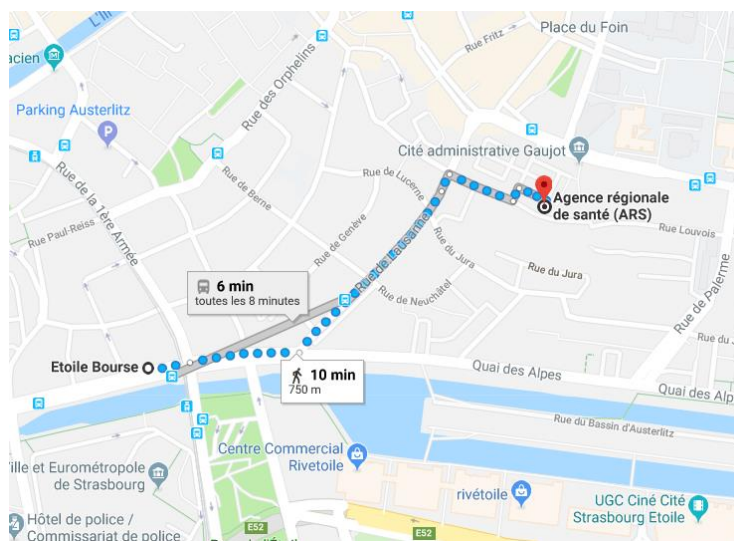 L'Ill
Place du Foin
Rue Fritz
acien
Rue des Orphelins
Parking Austerlitz
P
Cité administrative Gaujot
Rue de la 1ère Armée
Rue de Lucerne
Agence régionale
de santé (ARS)
Rue de Berne
Rue Paul-Reiss
Rue de Genève
Rue de Lausanne
Rue Louvois
Rue du Jura
Rue du Jura
Rue de Palerme
6 min
toutes les 8 minutes
Rue de Neuchâtel
Rue du J
Etoile Bourse
10 min
750 m
Quai des Alpes
Quai des Alp
Rue du Bassin d'Austerlitz
Centre Commercial
Rivetoile
Ville et Eurométropole
de Strasbourg
rivétoile
UGC Ciné Cité
Strasbourg Etoile
Hôtel de police /
Commissariat de police
E52
E52